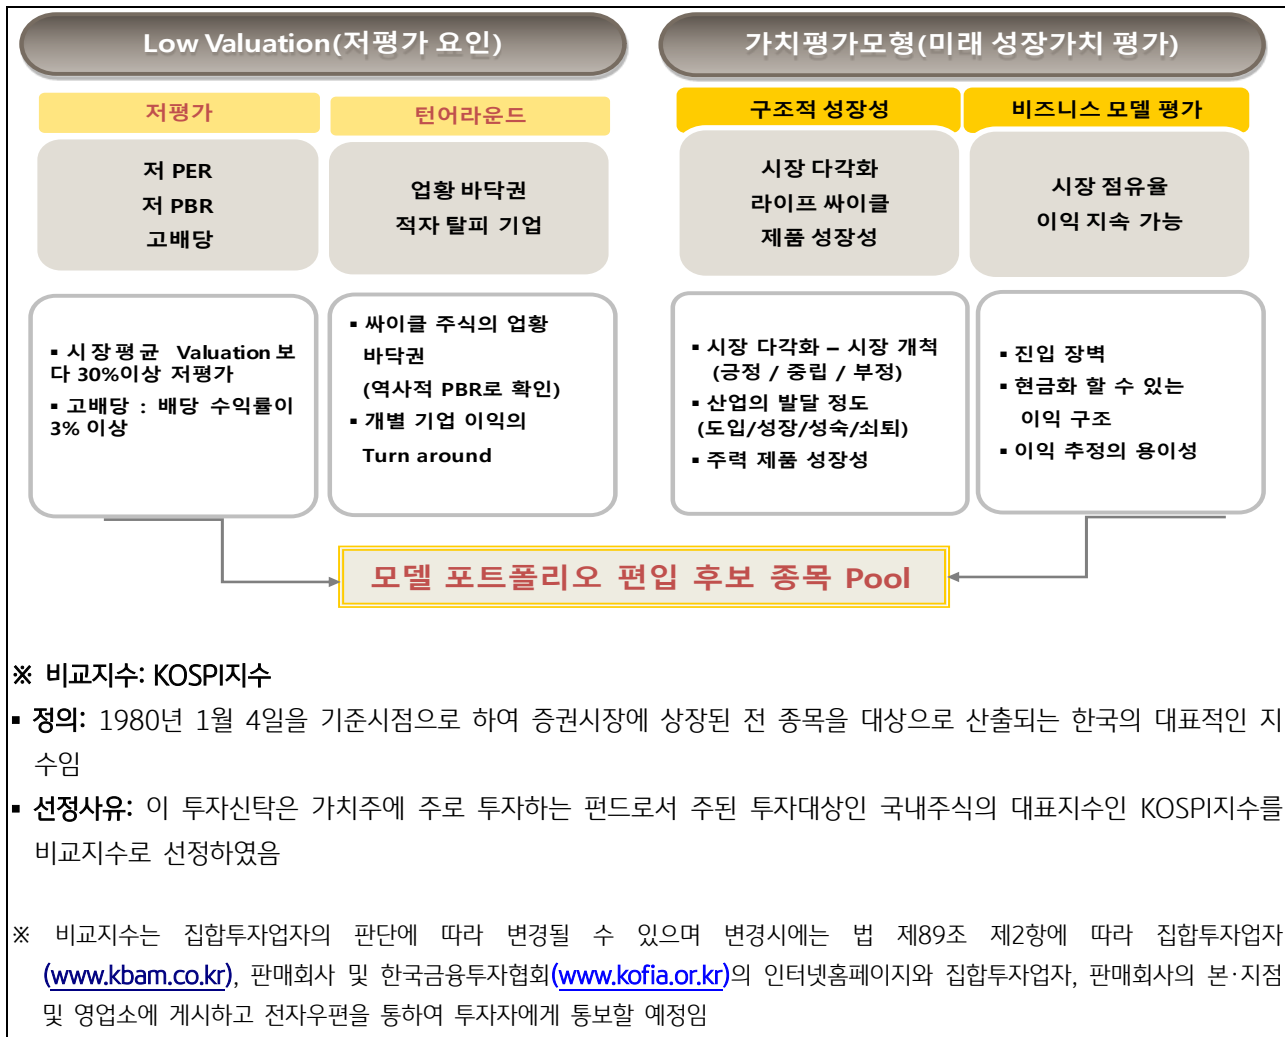 Low Valuation(저평가 요인)
저평가
턴어라운드
저 PER
저 PBR
고배당
업황 바닥권
적자 탈피 기업
▪ 시장평균 Valuation 보
다 30%이상 저평가
▪ 고배당 : 배당 수익률이
3% 이상
▪ 싸이클 주식의 업황
바닥권
(역사적 PBR로 확인)
▪ 개별 기업 이익의
Turn around
가치평가모형(미래 성장가치 평가)
구조적 성장성
비즈니스 모델 평가
시장 다각화
라이프 싸이클
제품 성장성
시장 점유율
이익 지속 가능
▪ 시장 다각화 – 시장 개척
(긍정 / 중립 / 부정)
▪ 산업의 발달 정도
(도입/성장/성숙/쇠퇴)
▪ 주력 제품 성장성
▪ 진입 장벽
▪ 현금화 할 수 있는
이익 구조
▪ 이익 추정의 용이성
모델 포트폴리오 편입 후보 종목 Pool
※ 비교지수: KOSPI지수
▪ 정의: 1980년 1월 4일을 기준시점으로 하여 증권시장에 상장된 전 종목을 대상으로 산출되는 한국의 대표적인 지
수임
▪ 선정사유: 이 투자신탁은 가치주에 주로 투자하는 펀드로서 주된 투자대상인 국내주식의 대표지수인 KOSPI지수를
비교지수로 선정하였음
※ 비교지수는 집합투자업자의 판단에 따라 변경될 수 있으며 변경시에는 법 제89조 제2항에 따라 집합투자업자
(www.kbam.co.kr), 판매회사 및 한국금융투자협회(www.kofia.or.kr)의 인터넷홈페이지와 집합투자업자, 판매회사의 본·지점
및 영업소에 게시하고 전자우편을 통하여 투자자에게 통보할 예정임